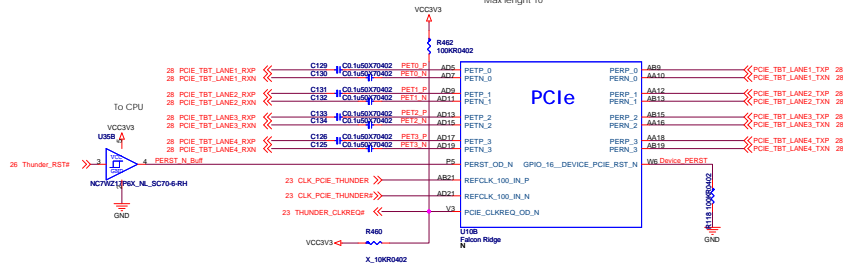 Max lenght 10
VCC3V3
R462
100KR0402
28 PCIE_TBT_LANE1_RXP C129 C0.1u50X70402 PET0_P AD5 PETP_0 PERP_0 AB9 PCIE_TBT_LANE1_TXP 28
28 PCIE_TBT_LANE1_RXN C130 C0.1u50X70402 PET0_N AD7 PETN_0 PERN_0 AA10 PCIE_TBT_LANE1_TXN 28
28 PCIE_TBT_LANE2_RXP C131 C0.1u50X70402 PET1_P AD9 PETP_1 PERP_1 AA12 PCIE_TBT_LANE2_TXP 28
28 PCIE_TBT_LANE2_RXN C132 C0.1u50X70402 PET1_N AD11 PETN_1 PERN_1 AB13 PCIE_TBT_LANE2_TXN 28
PCIe
To CPU
28 PCIE_TBT_LANE3_RXP C133 C0.1u50X70402 PET2_P AD13 PETP_2 PERP_2 AB15 PCIE_TBT_LANE3_TXP 28
28 PCIE_TBT_LANE3_RXN C134 C0.1u50X70402 PET2_N AD15 PETN_2 PERN_2 AA16 PCIE_TBT_LANE3_TXN 28
VCC3V3
U35B
28 PCIE_TBT_LANE4_RXP C126 C0.1u50X70402 PET3_P AD17 PETP_3 PERP_3 AA18 PCIE_TBT_LANE4_TXP 28
28 PCIE_TBT_LANE4_RXN C125 C0.1u50X70402 PET3_N AD19 PETN_3 PERN_3 AB19 PCIE_TBT_LANE4_TXN 28
VCC
GND
26 Thunder_RST# 3 4 PERST_N_Buff P5 PERST_OD_N GPIO_16__DEVICE_PCIE_RST_N W6 Device_PERST
NC7WZ17P6X_NL_SC70-6-RH
23 CLK_PCIE_THUNDER AB21 REFCLK_100_IN_P
23 CLK_PCIE_THUNDER# AD21 REFCLK_100_IN_N
R118 100KR0402
GND
23 THUNDER_CLKREQ# V3 PCIE_CLKREQ_OD_N
GND
R460
VCC3V3
X_10KR0402
U10B
Falcon Ridge
N